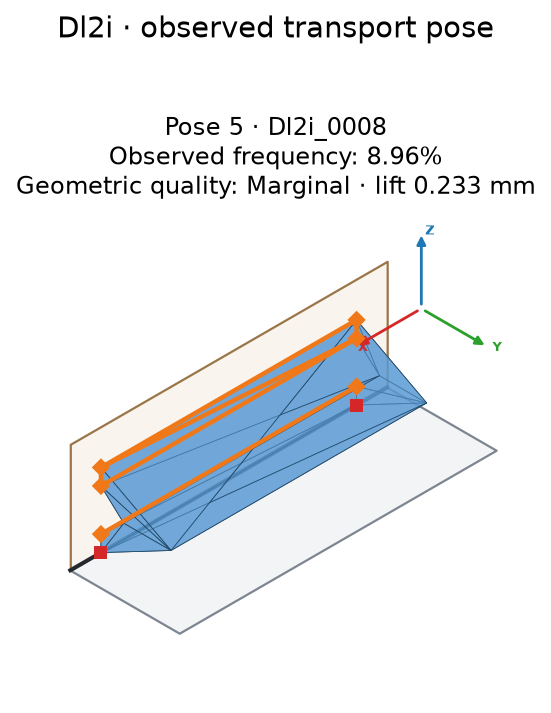 Dl2i · observed transport pose
Pose 5 · Dl2i_0008
Observed frequency: 8.96%
Geometric quality: Marginal · lift 0.233 mm
Z
X
Y